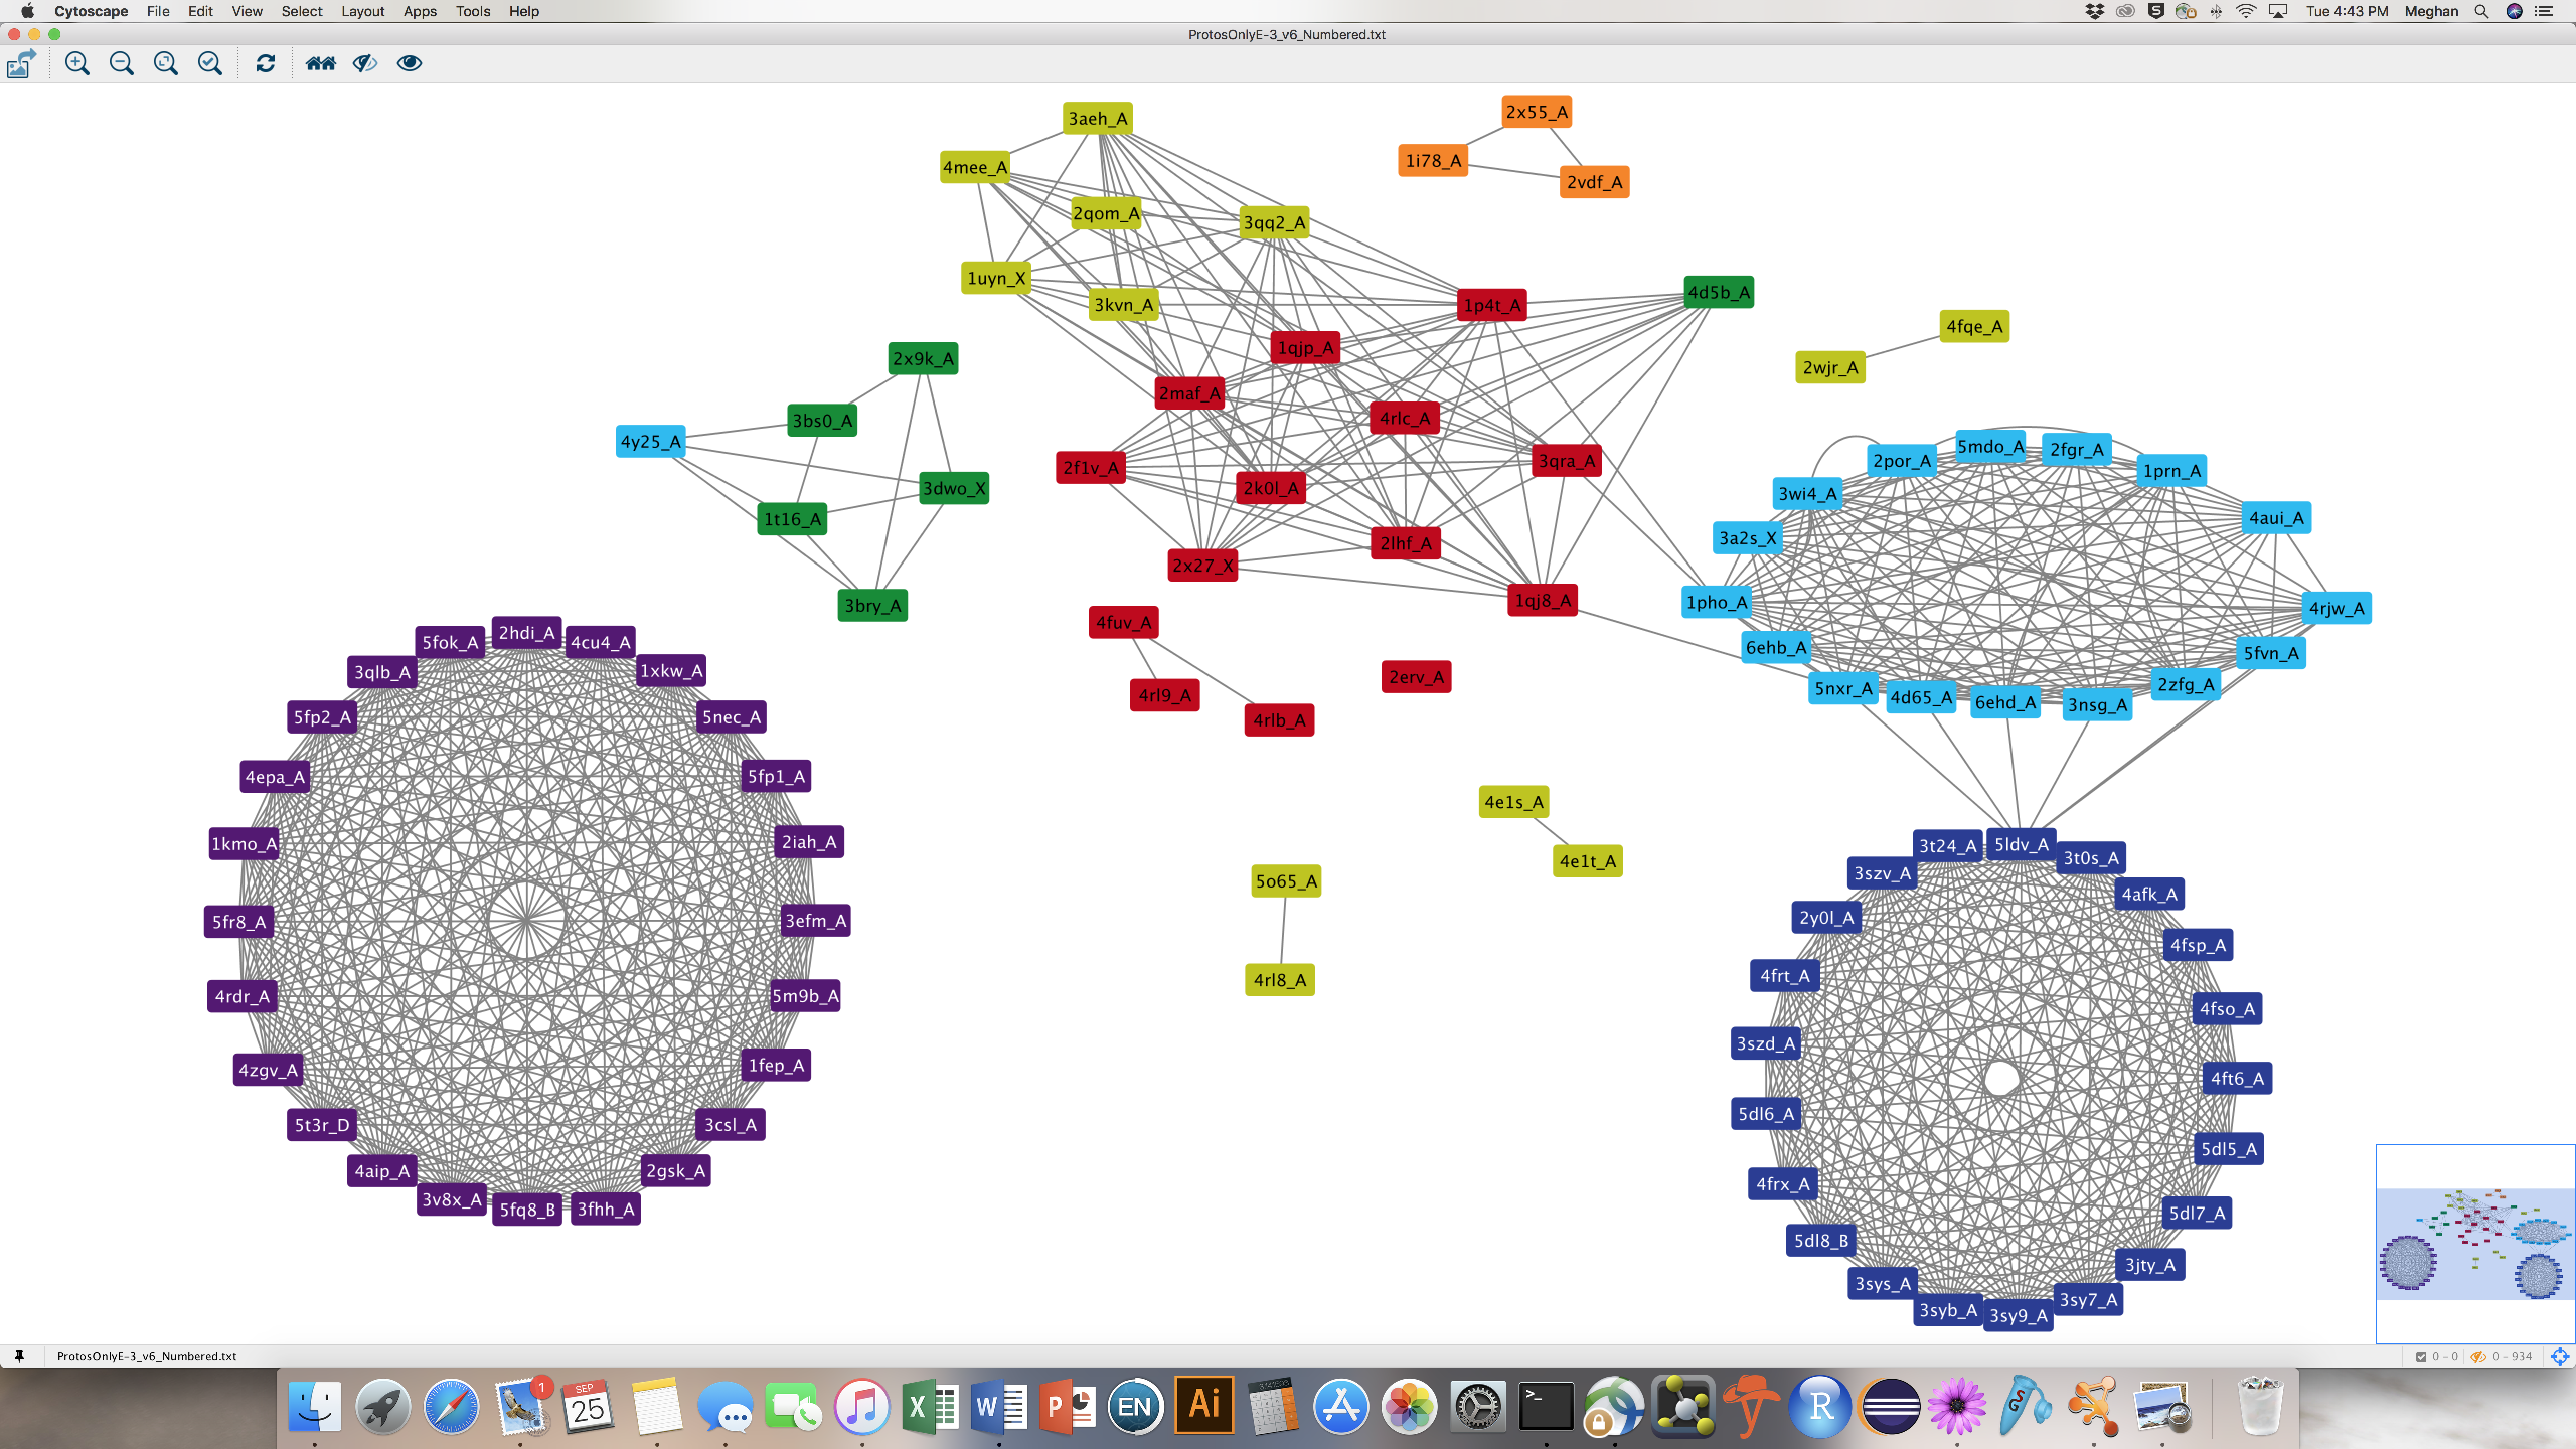 Cytoscape File Edit View Select Layout Apps Tools Help
Tue 4:43 PM Meghan
ProtosOnlyE-3_v6_Numbered.txt
3aeh_A
2x55_A
4mee_A
1i78_A
2vdf_A
2qom_A
3qq2_A
1uyn_X
3kvn_A
1p4t_A
4d5b_A
4fqe_A
2wjr_A
1qjp_A
2x9k_A
2maf_A
3bs0_A
4rlc_A
4y25_A
2f1v_A
3qra_A
3dwo_X
2k0l_A
1t16_A
2lhf_A
2x27_X
1qj8_A
3bry_A
2por_A
5mdo_A
2fgr_A
1prn_A
3wi4_A
4aui_A
3a2s_X
1pho_A
4rjw_A
6ehb_A
5fvn_A
5nxr_A
4d65_A
6ehd_A
3nsg_A
2zfg_A
4fuv_A
4rl9_A
4rlb_A
2erv_A
5fok_A
2hdi_A
4cu4_A
3qlb_A
1xkw_A
5fp2_A
5nec_A
4epa_A
5fp1_A
1kmo_A
2iah_A
5fr8_A
3efm_A
4rdr_A
5m9b_A
4zgv_A
1fep_A
5t3r_D
3csl_A
4aip_A
2gsk_A
3v8x_A
5fq8_B
3fhh_A
4e1s_A
4e1t_A
5o65_A
4rl8_A
3t24_A
5ldv_A
3t0s_A
3szv_A
4afk_A
2y0l_A
4fsp_A
4frt_A
4fso_A
3szd_A
4ft6_A
5dl6_A
5dl5_A
4frx_A
5dl7_A
5dl8_B
3jty_A
3sys_A
3syb_A
3sy9_A
3sy7_A
ProtosOnlyE-3_v6_Numbered.txt
0 - 0
0 - 934
1
SEP
25
X
W
P
EN
Ai
>_
R